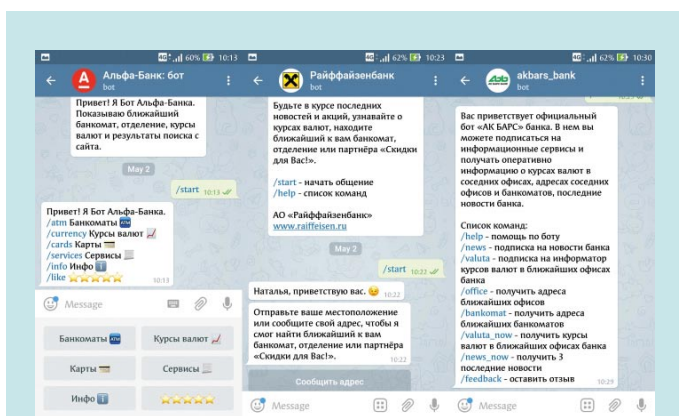 4G 60% 10:13
Альфа-Банк: бот
bot
Привет! Я Бот Альфа-Банка.
Показываю ближайший
банкомат, отделение, курсы
валют и результаты поиска с
сайта.
May 2
/start 10:13
Привет! Я Бот Альфа-Банка.
/atm Банкоматы
/currency Курсы валют
/cards Карты
/services Сервисы
/info Инфо
/like
10:13
Message
Банкоматы
Курсы валют
Карты
Сервисы
Инфо
4G 62% 10:23
Райффайзенбанк
bot
Будьте в курсе последних
новостей и акций, узнавайте о
курсах валют, находите
ближайший к вам банкомат,
отделение или партнёра «Скидки
для Вас!».
/start - начать общение
/help - список команд
АО «Райффайзенбанк»
www.raiffeisen.ru
May 2
/start 10:22
Наталья, приветствую вас. 10:22
Отправьте ваше местоположение
или сообщите свой адрес, чтобы я
смог найти ближайший к вам
банкомат, отделение или партнёра
«Скидки для Вас!». 10:22
Сообщить адрес
Message
4G 62% 10:30
akbars_bank
bot
Вас приветствует официальный
бот «АК БАРС» банка. В нем вы
можете подписаться на
информационные сервисы и
получать оперативно
информацию о курсах валют в
соседних офисах, адресах соседних
офисов и банкоматов, последние
новости банка.
Список команд:
/help - помощь по боту
/news - подписка на новости банка
/valuta - подписка на информатор
курсов валют в ближайших офисах
банка
/office - получить адреса
ближайших офисов
/bankomat - получить адреса
ближайших банкоматов
/valuta_now - получить курсы
валют в ближайших офисах банка
/news_now - получить 3
последние новости
/feedback - оставить отзыв 10:29
Message